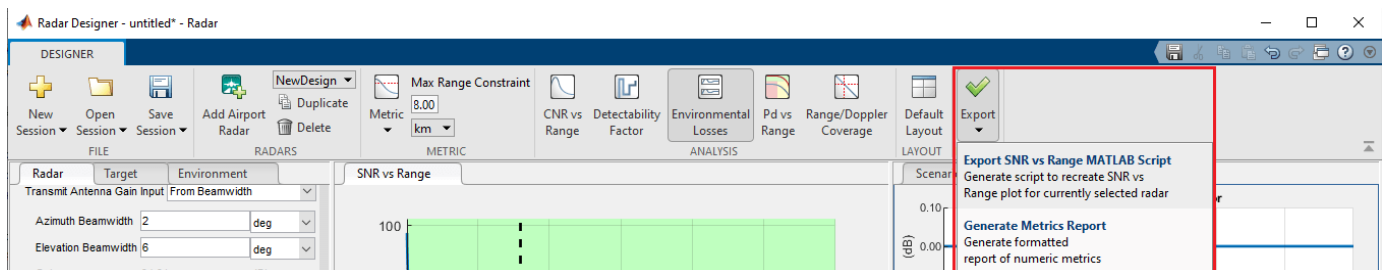 Radar Designer - untitled* - Radar
DESIGNER
New Session
Open Session
Save Session
FILE
Add Airport Radar
NewDesign
Duplicate
Delete
RADARS
Metric
Max Range Constraint
8.00
km
METRIC
CNR vs Range
Detectability Factor
Environmental Losses
Pd vs Range
Range/Doppler Coverage
ANALYSIS
Default Layout
LAYOUT
Export
Export SNR vs Range MATLAB Script
Generate script to recreate SNR vs
Range plot for currently selected radar
Generate Metrics Report
Generate formatted
report of numeric metrics
Radar
Target
Environment
Transmit Antenna Gain Input From Beamwidth
Azimuth Beamwidth 2 deg
Elevation Beamwidth 6 deg
SNR vs Range
100
Scenar
0.10
0.00
(dB)